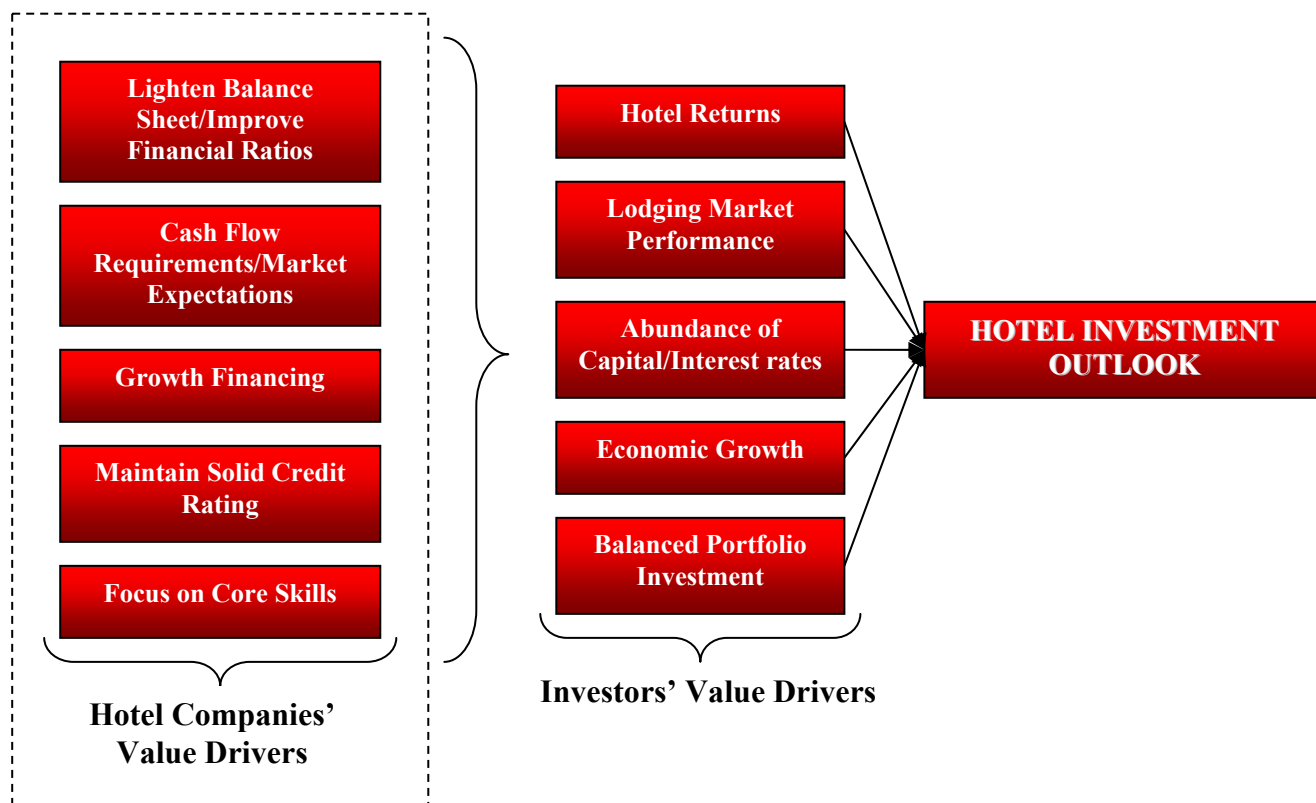 Lighten Balance
Sheet/Improve
Financial Ratios
Cash Flow
Requirements/Market
Expectations
Growth Financing
Maintain Solid Credit
Rating
Focus on Core Skills
Hotel Companies’
Value Drivers
Hotel Returns
Lodging Market
Performance
Abundance of
Capital/Interest rates
Economic Growth
Balanced Portfolio
Investment
Investors’ Value Drivers
HOTEL INVESTMENT
OUTLOOK